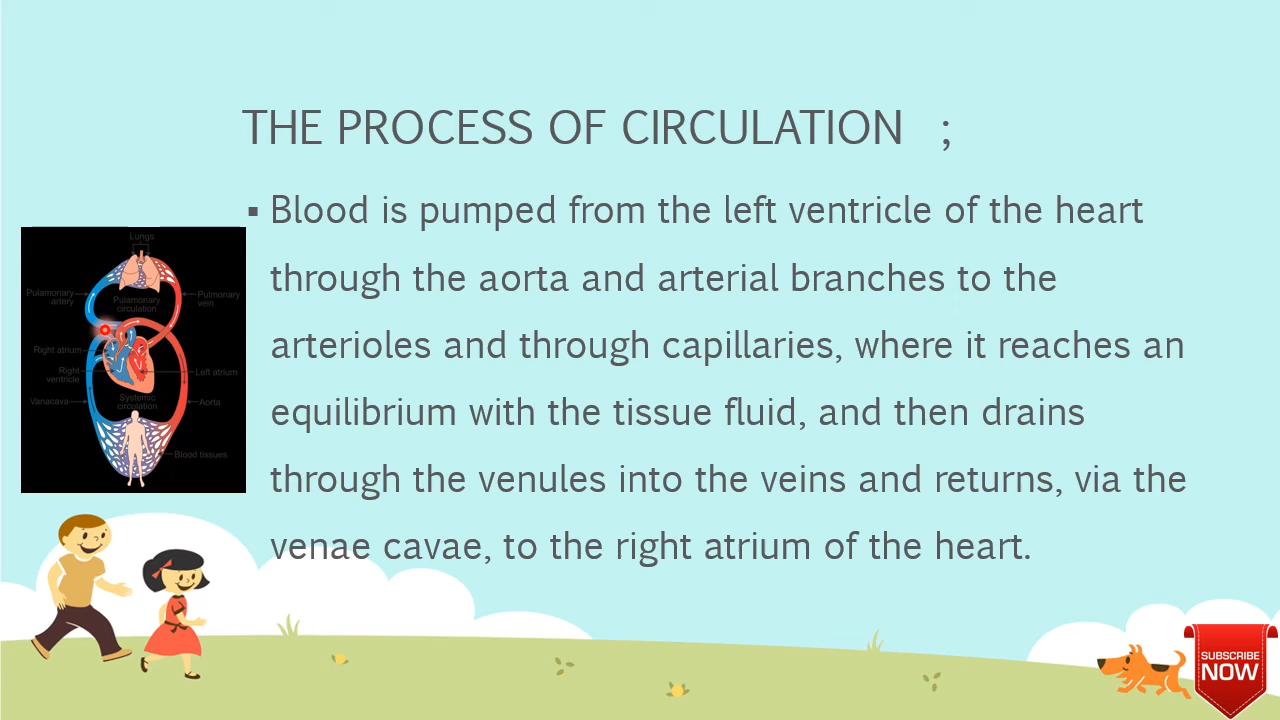 THE PROCESS OF CIRCULATION ;
▪ Blood is pumped from the left ventricle of the heart
through the aorta and arterial branches to the
arterioles and through capillaries, where it reaches an
equilibrium with the tissue fluid, and then drains
through the venules into the veins and returns, via the
venae cavae, to the right atrium of the heart.
Lungs
Pulamonary
artery
Pulmonary
vein
Pulamonary
circulation
Right atrium
Right
ventricle
Left atrium
Vanacava
Systemic
circulation
Aorta
Blood tissues
SUBSCRIBE
NOW